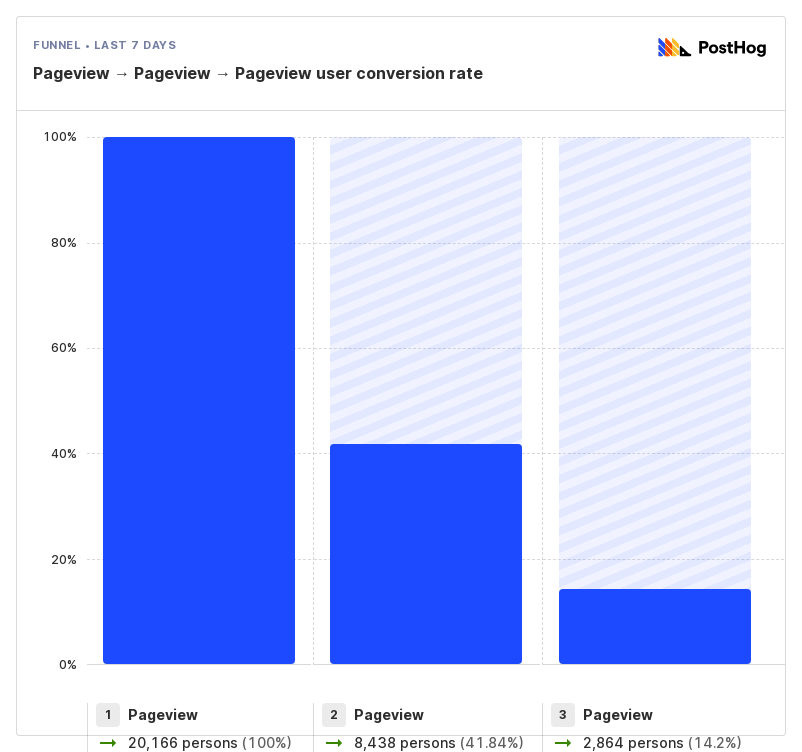 FUNNEL • LAST 7 DAYS
PostHog
Pageview → Pageview → Pageview user conversion rate
100%
80%
60%
40%
20%
0%
1 Pageview
→ 20,166 persons (100%)
2 Pageview
→ 8,438 persons (41.84%)
3 Pageview
→ 2,864 persons (14.2%)